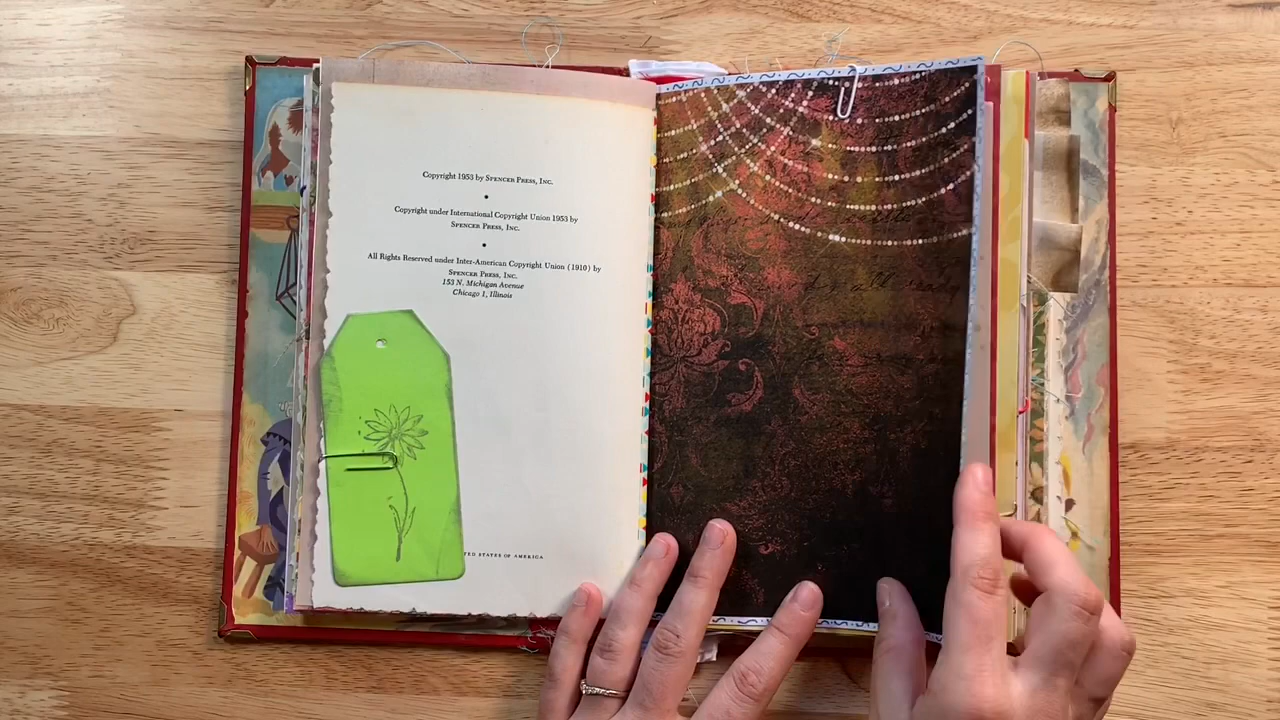 Copyright 1953 by SPENCER PRESS, INC.
•
Copyright under International Copyright Union 1953 by
SPENCER PRESS, INC.
•
All Rights Reserved under Inter-American Copyright Union (1910) by
SPENCER PRESS, INC.
153 N. Michigan Avenue
Chicago 1, Illinois
TED STATES OF AMERICA